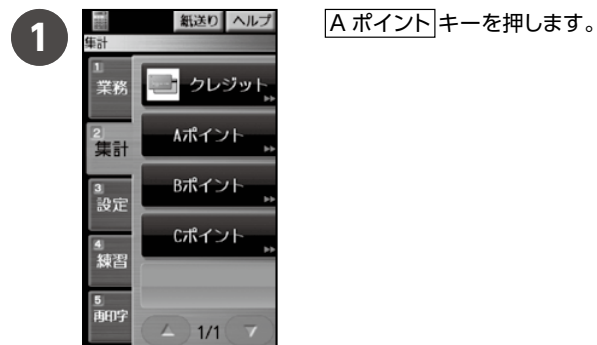 1
紙送り ヘルプ
A ポイント キーを押します。
集計
1
業務
クレジット
2
集計
Aポイント
3
設定
Bポイント
4
練習
Cポイント
5
再印字
1/1